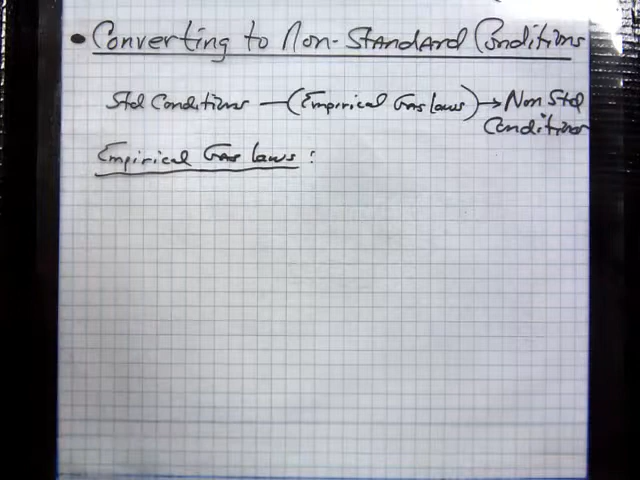 • Converting to Non-Standard Conditions
Std Conditions —(Empirical Gas Laws)→ Non Std
Conditions
Empirical Gas Laws :